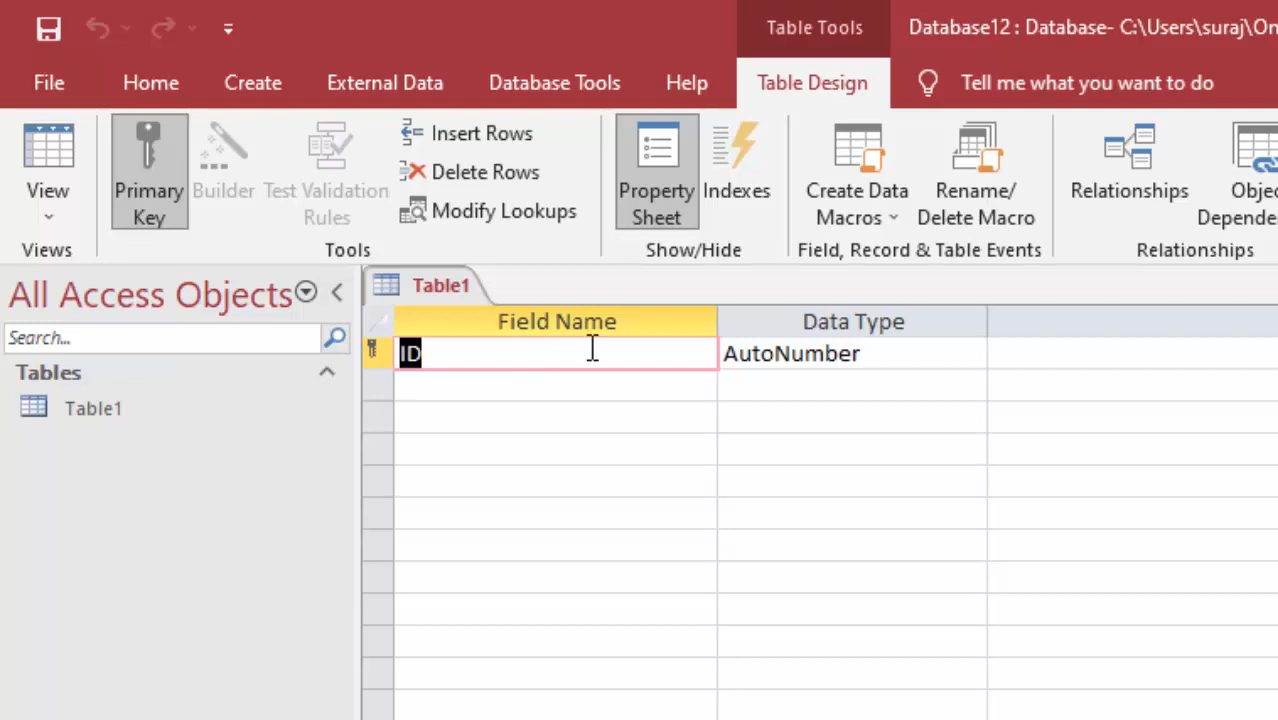 Table Tools
Database12 : Database- C:\Users\suraj\On
File Home Create External Data Database Tools Help Table Design Tell me what you want to do
View
Primary Key
Builder
Test Validation Rules
Insert Rows
Delete Rows
Modify Lookups
Property Sheet
Indexes
Create Data Macros
Rename/ Delete Macro
Relationships
Objec
Depende
Views Tools Show/Hide Field, Record & Table Events Relationships
All Access Objects
Search...
Tables
Table1
Table1
Field Name Data Type
ID AutoNumber